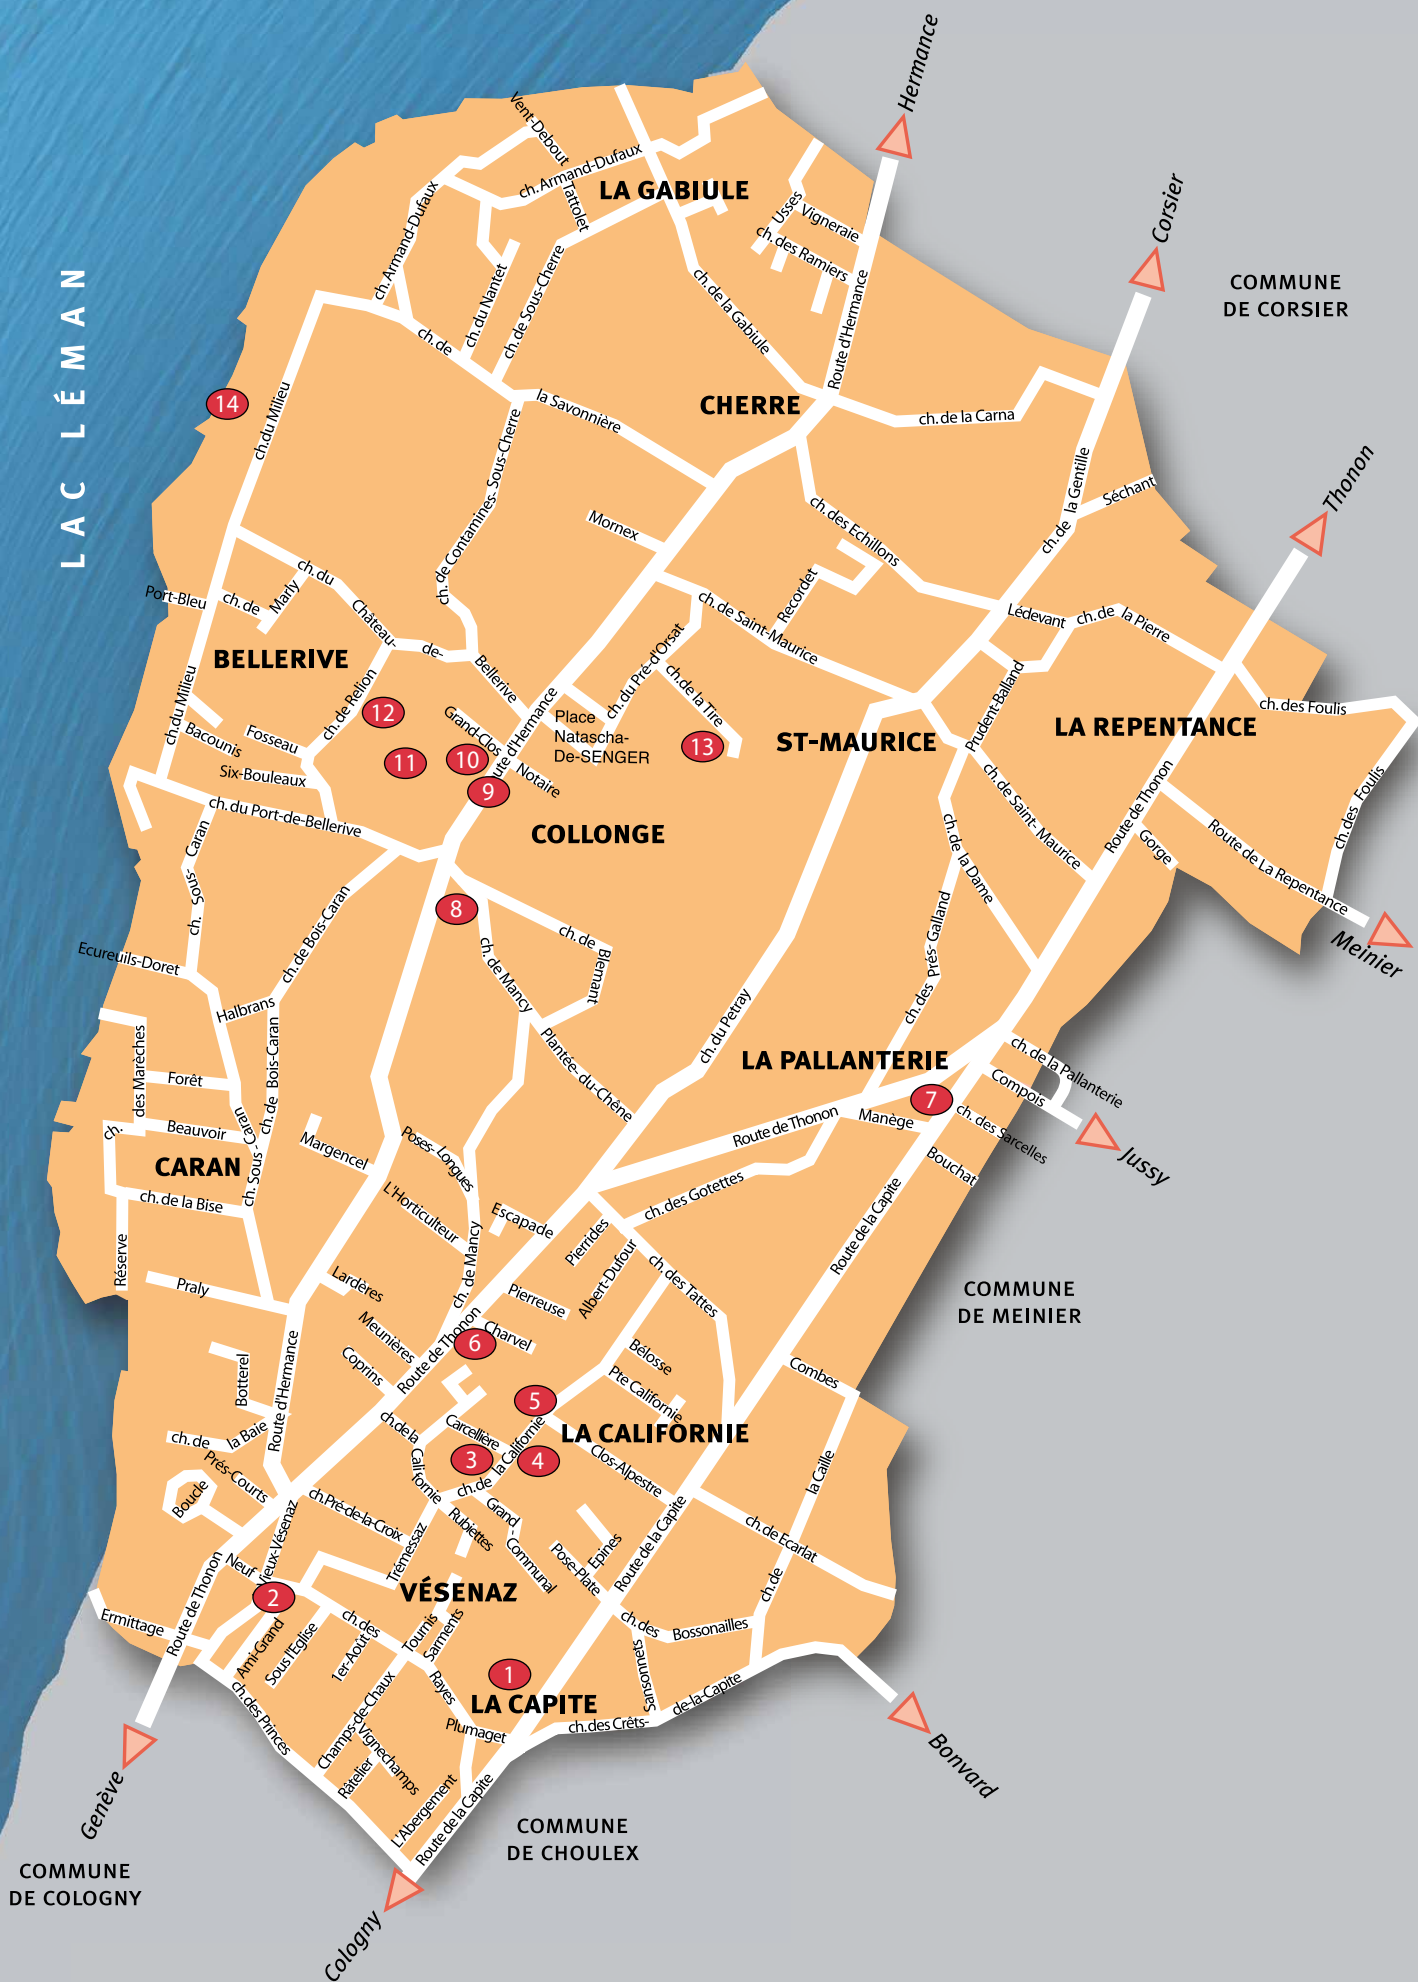 Hermance
Vent-Debout
ch. Armand-Dufaux
Tattolet
LA GABIULE
Usses
Vigneraie
ch. des Ramiers
Corsier
COMMUNE
DE CORSIER
ch. Armand-Dufaux
ch. du Nantet
ch. de Sous-Cherre
ch. de la Gabiule
Route d'Hermance
LAC LÉMAN
ch. de
la Savonnière
14
ch. du Milieu
CHERRE
ch. de la Carna
ch. de Contamines-Sous-Cherre
Mornex
ch. des Echillons
ch. de la Gentille
Séchant
Thonon
Port-Bleu
ch. de
Marly
ch. du
Château-
de-
Bellerive
Recordet
ch. de Saint-Maurice
Lédevant
ch. de la Pierre
BELLERIVE
ch. du Pré-d'Orsat
ch. de la Tire
Prudent-Balland
ch. du Milieu
ch. de Relion
12
Bacounis
Fosseau
Six-Bouleaux
11
10
Grand-Clos
Notaire
9
Route d'Hermance
Place
Natascha-
De-SENGER
13
ST-MAURICE
LA REPENTANCE
ch. des Foulis
ch. des Foulis
ch. du Port-de-Bellerive
COLLONGE
ch. de Saint-Maurice
Route de Thonon
Gorge
Route de La Repentance
Meinier
ch. Sous-Caran
ch. de Bois-Caran
8
ch. de
Blemant
ch. de Mancy
ch. de la Dame
ch. des Prés-Galland
Ecureuils-Doret
Halbrans
ch. de Bois-Caran
Plantée-du-Chêne
ch. du Petray
LA PALLANTERIE
ch. de la Pallanterie
Compois
7
ch. des Sarcelles
Jussy
des Marèches
ch.
Forêt
Beauvoir
CARAN
ch. Sous-Caran
ch. de la Bise
Réserve
Margencel
Poses-Longues
L'Horticulteur
Route de Thonon
Manège
Bouchat
ch. des Gotettes
Route de la Capite
Escapade
Pierrides
Albert-Dufour
ch. des Tattes
ch. de Mancy
Praly
Lardères
Pierreuse
COMMUNE
DE MEINIER
Meunières
Coprins
Route de Thonon
6
Charvel
Bélosse
Pte Californie
Combes
Botterel
Route d'Hermance
5
LA CALIFORNIE
ch. de la Californie
Carcellière
3
4
ch. de la Californie
Clos-Alpestre
ch. de la Baie
Prés-Courts
Boucle
ch. Pré-de-la-Croix
Trémessaz
Rubiettes
Grand-Communal
Pose-Plate
Epines
Route de la Capite
ch. de Ecarlat
ch. de la Caille
Neuf
Vieux-Vésenaz
2
VÉSENAZ
Ermittage
Route de Thonon
Ami-Grand
Sous l'Eglise
1er-Août
ch. des
Rayes
Tournis
Sarments
1
LA CAPITE
ch. des
Bossonailles
Sansonnets
ch. des Crêts-
de-la-Capite
ch. des Princes
Champs-de-Chaux
Vignechamps
Râtelier
Plumaget
L'Abergement
Route de la Capite
Bonvard
Genève
COMMUNE
DE CHOULEX
COMMUNE
DE COLOGNY
Cologny